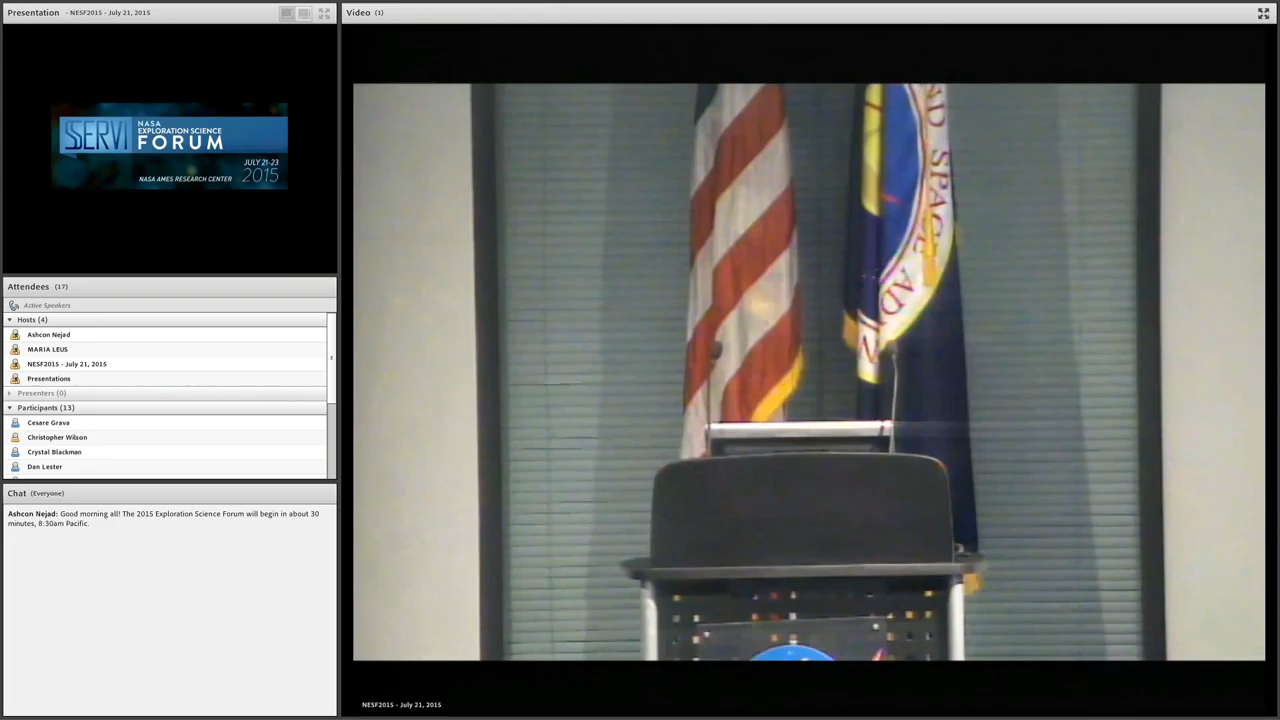 Presentation - NESF2015 - July 21, 2015
SSERVI
NASA
EXPLORATION SCIENCE
FORUM
JULY 21-23
2015
NASA AMES RESEARCH CENTER
Attendees (17)
Active Speakers
Hosts (4)
Ashcon Nejad
MARIA LEUS
NESF2015 - July 21, 2015
Presentations
Presenters (0)
Participants (13)
Cesare Grava
Christopher Wilson
Crystal Blackman
Dan Lester
Chat (Everyone)
Ashcon Nejad: Good morning all! The 2015 Exploration Science Forum will begin in about 30
minutes, 8:30am Pacific.
Video (1)
ND SPACE AD
N
NESF2015 - July 21, 2015